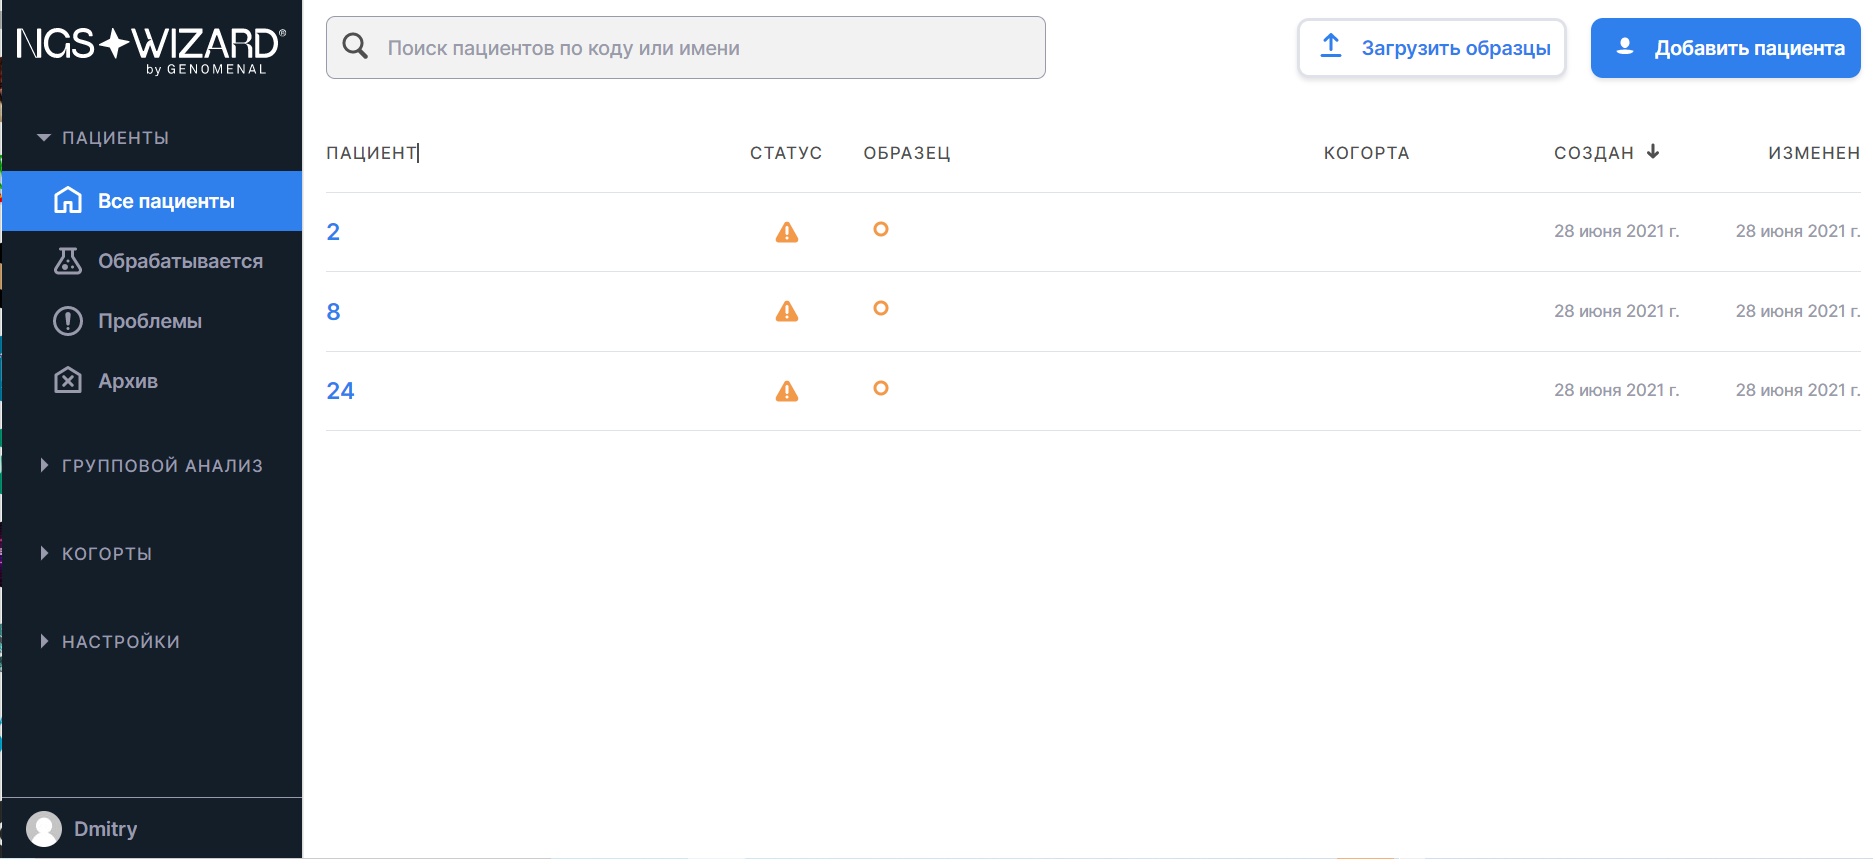 NGS WIZARD®
by GENOMENAL
ПАЦИЕНТЫ
Все пациенты
Обрабатывается
Проблемы
Архив
ГРУППОВОЙ АНАЛИЗ
КОГОРТЫ
НАСТРОЙКИ
Dmitry
Поиск пациентов по коду или имени
Загрузить образцы
Добавить пациента
ПАЦИЕНТ СТАТУС ОБРАЗЕЦ КОГОРТА СОЗДАН ИЗМЕНЕН
2 28 июня 2021 г. 28 июня 2021 г.
8 28 июня 2021 г. 28 июня 2021 г.
24 28 июня 2021 г. 28 июня 2021 г.